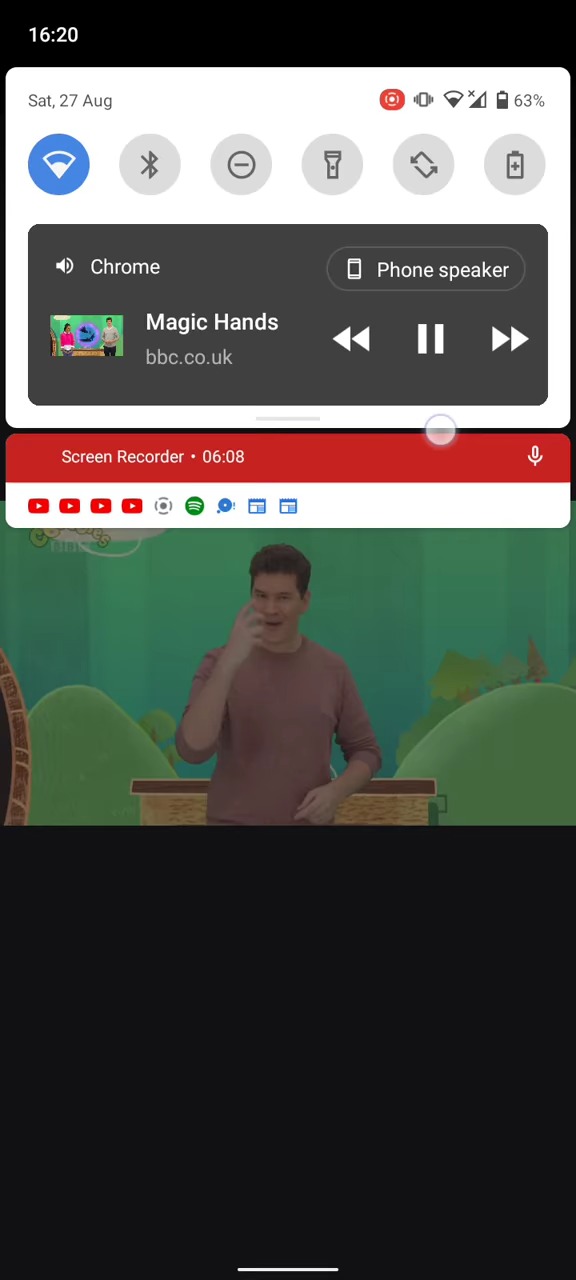 16:20
Sat, 27 Aug
63%
Chrome
Phone speaker
Magic Hands
bbc.co.uk
Screen Recorder • 06:08